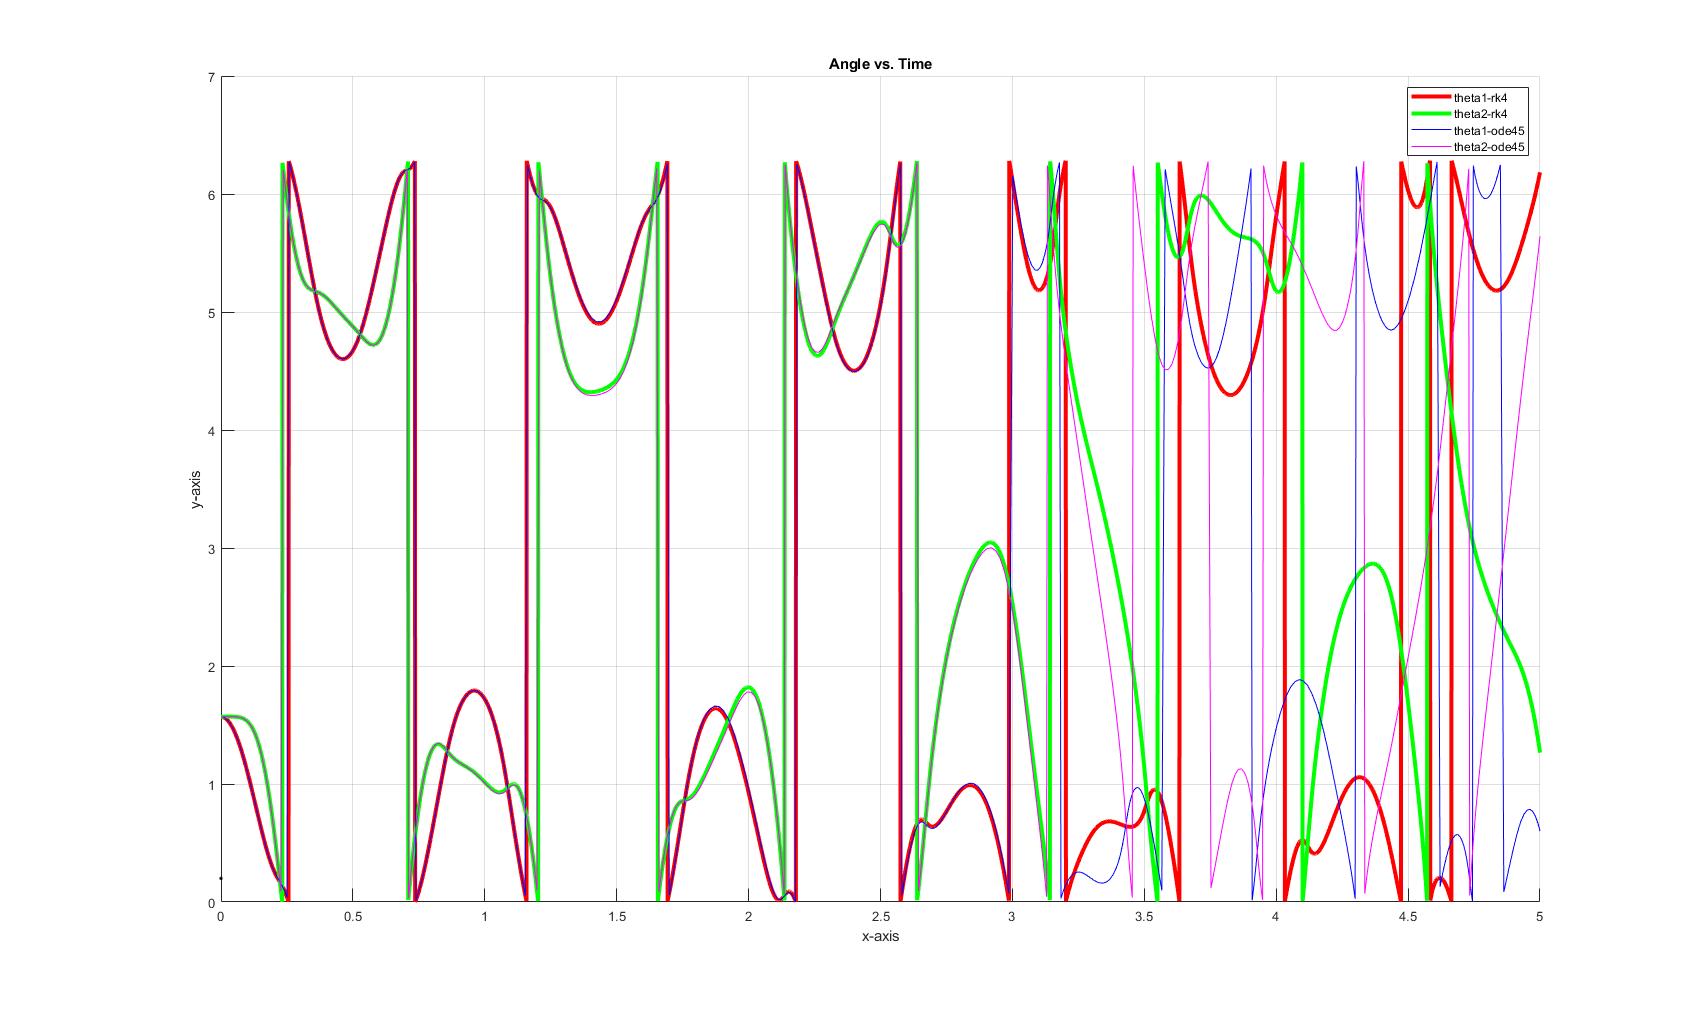 Angle vs. Time
theta1-rk4
theta2-rk4
theta1-ode45
theta2-ode45
7
6
5
4
3
2
1
0
y-axis
0 0.5 1 1.5 2 2.5 3 3.5 4 4.5 5
x-axis